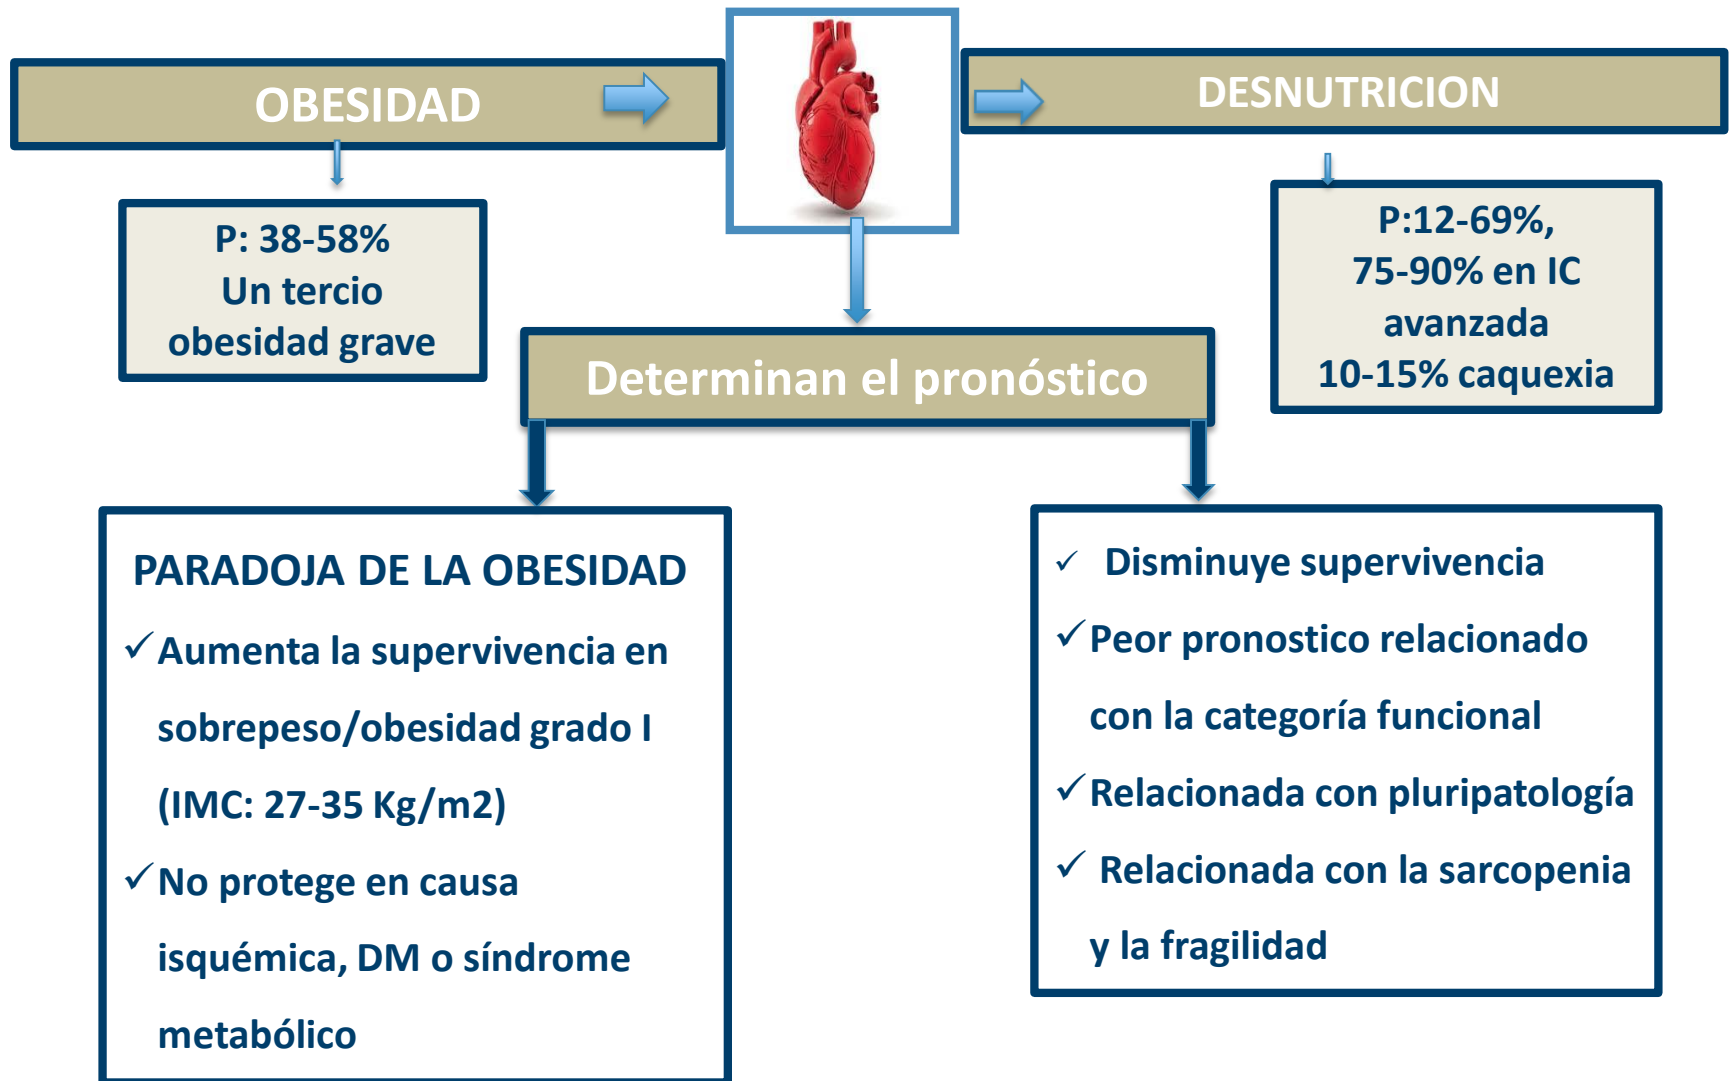 OBESIDAD
DESNUTRICION
P: 38-58%
Un tercio
obesidad grave
P:12-69%,
75-90% en IC
avanzada
10-15% caquexia
Determinan el pronóstico
PARADOJA DE LA OBESIDAD
✓ Aumenta la supervivencia en
sobrepeso/obesidad grado I
(IMC: 27-35 Kg/m2)
✓ No protege en causa
isquémica, DM o síndrome
metabólico
✓ Disminuye supervivencia
✓ Peor pronostico relacionado
con la categoría funcional
✓ Relacionada con pluripatología
✓ Relacionada con la sarcopenia
y la fragilidad